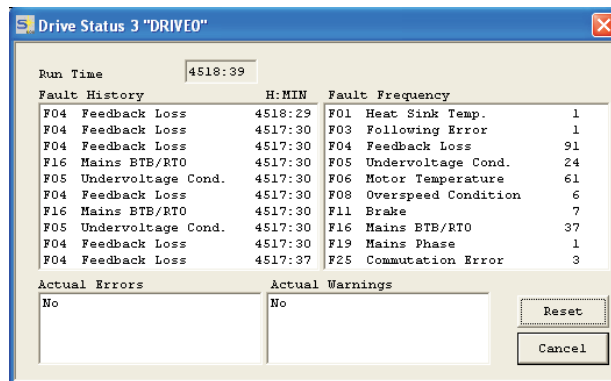 Drive Status 3 "DRIVE0"
Run Time 4518:39
Fault History H:MIN Fault Frequency
F04 Feedback Loss 4518:29 F01 Heat Sink Temp. 1
F04 Feedback Loss 4517:30 F03 Following Error 1
F04 Feedback Loss 4517:30 F04 Feedback Loss 91
F16 Mains BTB/RTO 4517:30 F05 Undervoltage Cond. 24
F05 Undervoltage Cond. 4517:30 F06 Motor Temperature 61
F04 Feedback Loss 4517:30 F08 Overspeed Condition 6
F16 Mains BTB/RTO 4517:30 F11 Brake 7
F05 Undervoltage Cond. 4517:30 F16 Mains BTB/RTO 37
F04 Feedback Loss 4517:30 F19 Mains Phase 1
F04 Feedback Loss 4517:37 F25 Commutation Error 3
Actual Errors Actual Warnings
No No
Reset
Cancel